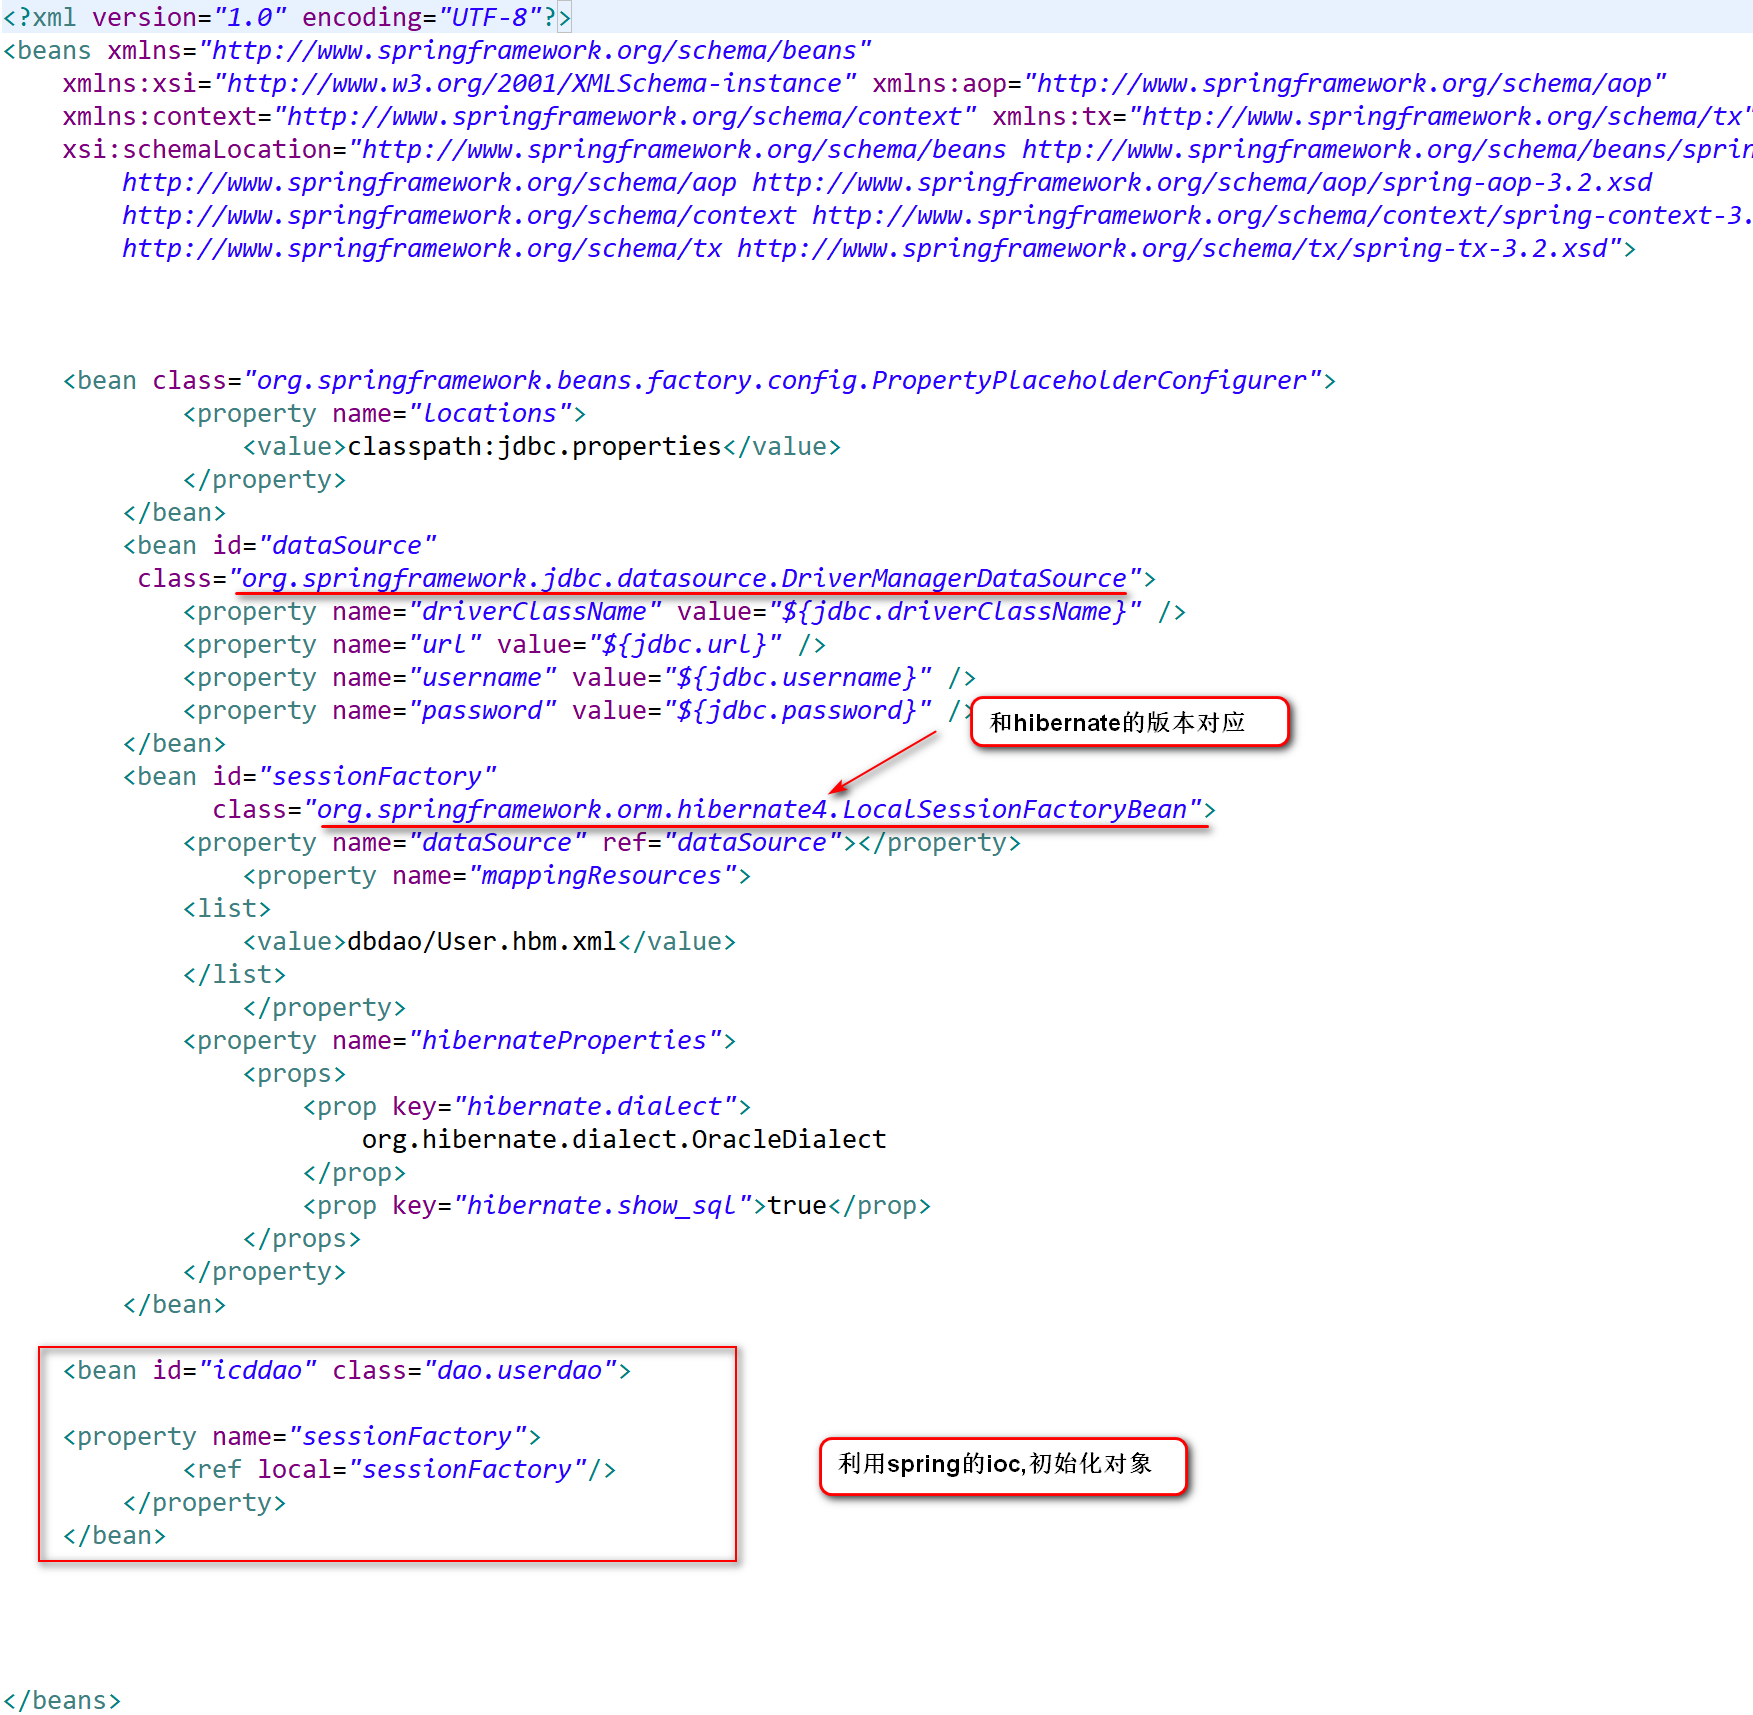 <?xml version="1.0" encoding="UTF-8"?>
<beans xmlns="http://www.springframework.org/schema/beans"
xmlns:xsi="http://www.w3.org/2001/XMLSchema-instance" xmlns:aop="http://www.springframework.org/schema/aop"
xmlns:context="http://www.springframework.org/schema/context" xmlns:tx="http://www.springframework.org/schema/tx"
xsi:schemaLocation="http://www.springframework.org/schema/beans http://www.springframework.org/schema/beans/sprin
http://www.springframework.org/schema/aop http://www.springframework.org/schema/aop/spring-aop-3.2.xsd
http://www.springframework.org/schema/context http://www.springframework.org/schema/context/spring-context-3.
http://www.springframework.org/schema/tx http://www.springframework.org/schema/tx/spring-tx-3.2.xsd">
<bean class="org.springframework.beans.factory.config.PropertyPlaceholderConfigurer">
<property name="locations">
<value>classpath:jdbc.properties</value>
</property>
</bean>
<bean id="dataSource"
class="org.springframework.jdbc.datasource.DriverManagerDataSource">
<property name="driverClassName" value="${jdbc.driverClassName}" />
<property name="url" value="${jdbc.url}" />
<property name="username" value="${jdbc.username}" />
<property name="password" value="${jdbc.password}" />
和hibernate的版本对应
</bean>
<bean id="sessionFactory"
class="org.springframework.orm.hibernate4.LocalSessionFactoryBean">
<property name="dataSource" ref="dataSource"></property>
<property name="mappingResources">
<list>
<value>dbdao/User.hbm.xml</value>
</list>
</property>
<property name="hibernateProperties">
<props>
<prop key="hibernate.dialect">
org.hibernate.dialect.OracleDialect
</prop>
<prop key="hibernate.show_sql">true</prop>
</props>
</property>
</bean>
<bean id="icddao" class="dao.userdao">
<property name="sessionFactory">
<ref local="sessionFactory"/>
</property>
</bean>
利用spring的ioc,初始化对象
</beans>